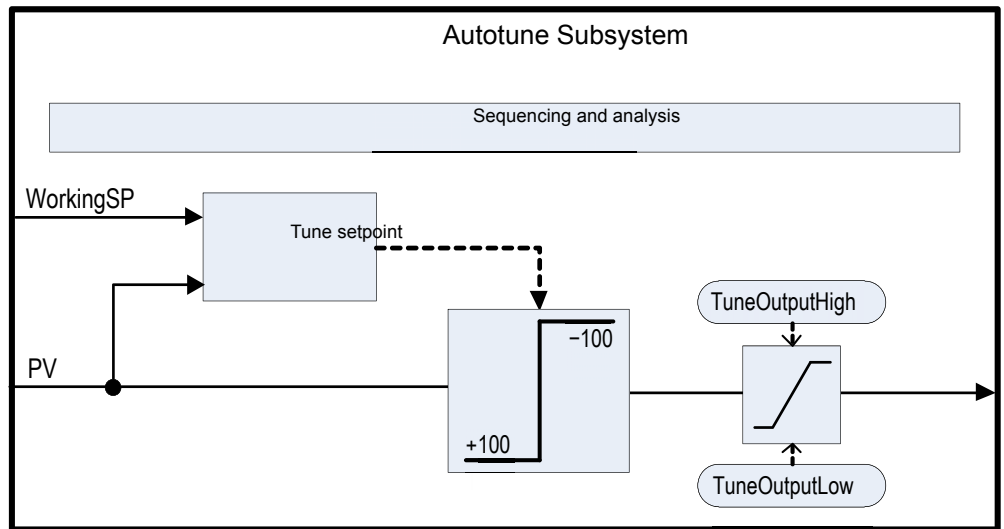 Autotune Subsystem
Sequencing and analysis
WorkingSP
Tune setpoint
TuneOutputHigh
−100
PV
+100
TuneOutputLow